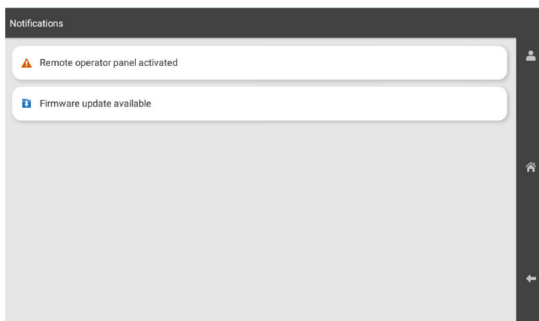 Notifications
Remote operator panel activated
Firmware update available